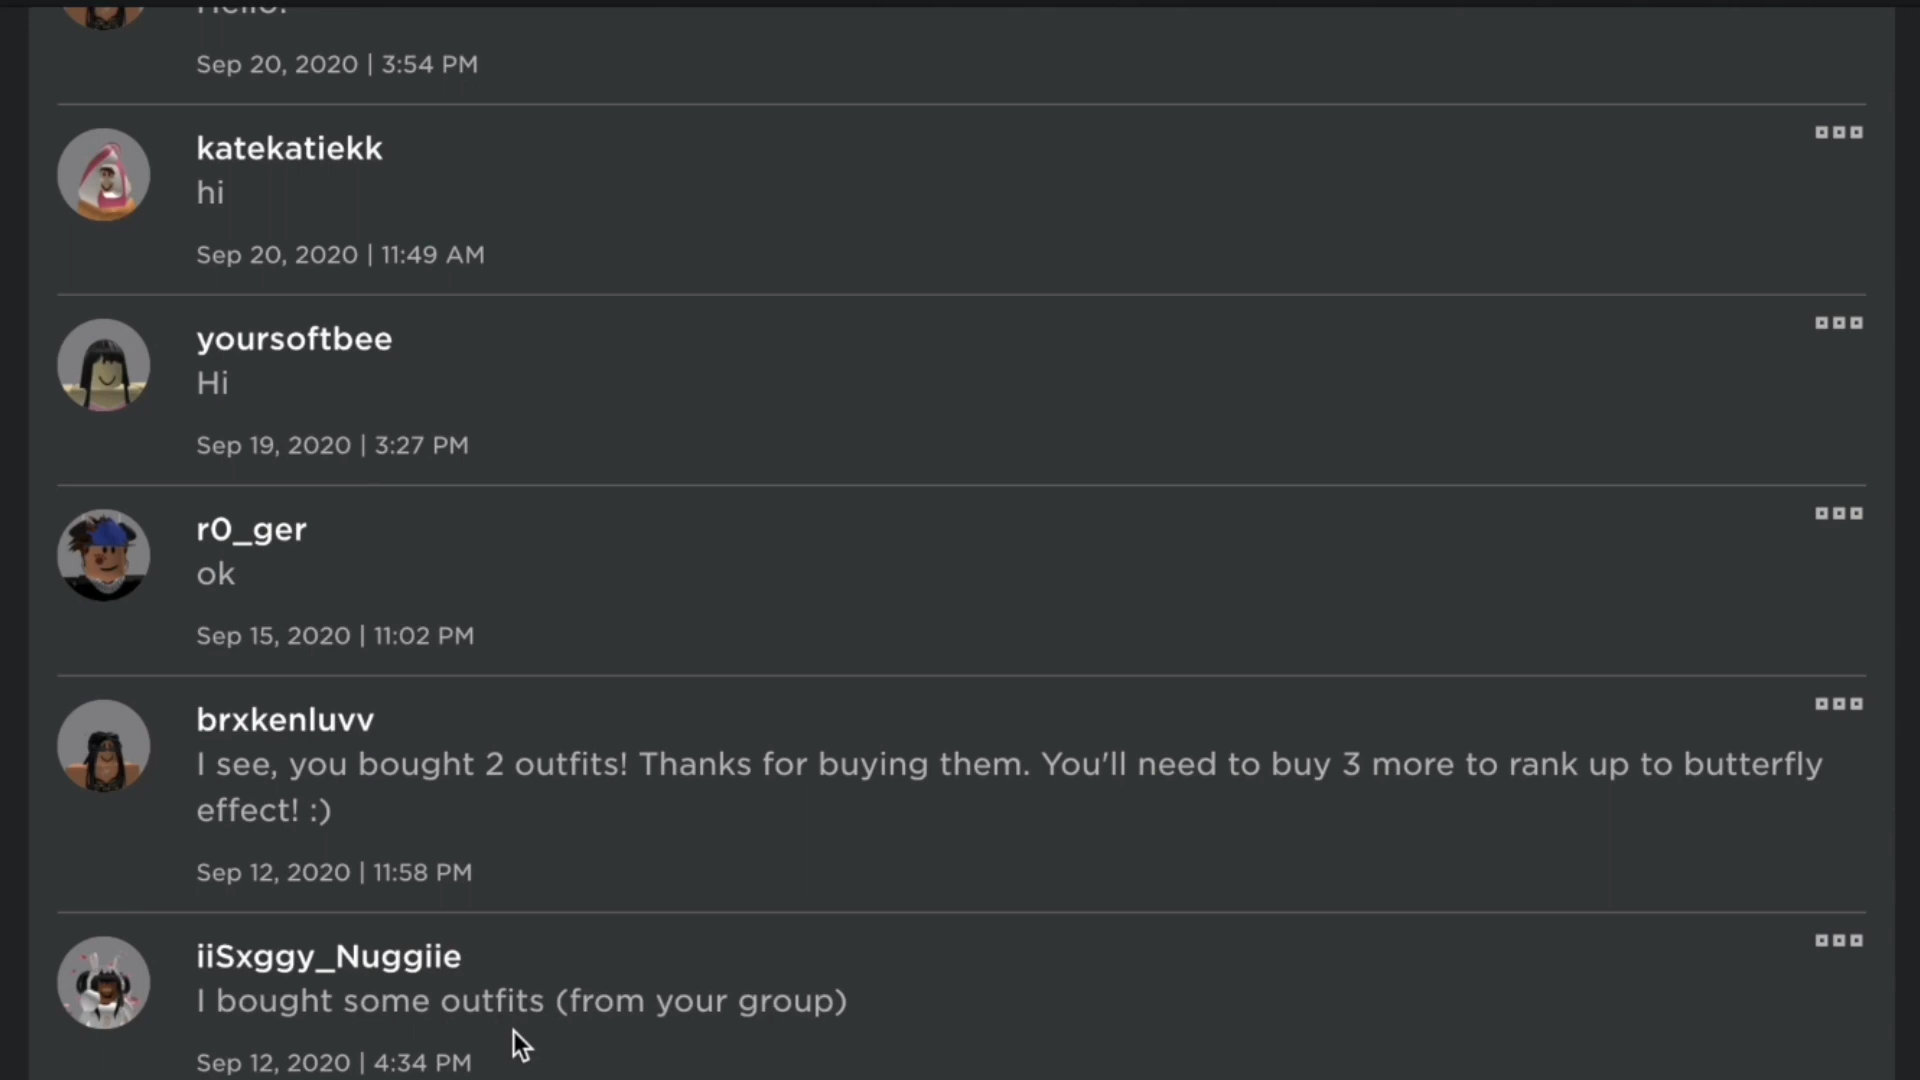 Hello!
Sep 20, 2020 | 3:54 PM
katekatiekk
hi
Sep 20, 2020 | 11:49 AM
yoursoftbee
Hi
Sep 19, 2020 | 3:27 PM
r0_ger
ok
Sep 15, 2020 | 11:02 PM
brxkenluvv
I see, you bought 2 outfits! Thanks for buying them. You'll need to buy 3 more to rank up to butterfly
effect! :)
Sep 12, 2020 | 11:58 PM
iiSxggy_Nuggiie
I bought some outfits (from your group)
Sep 12, 2020 | 4:34 PM